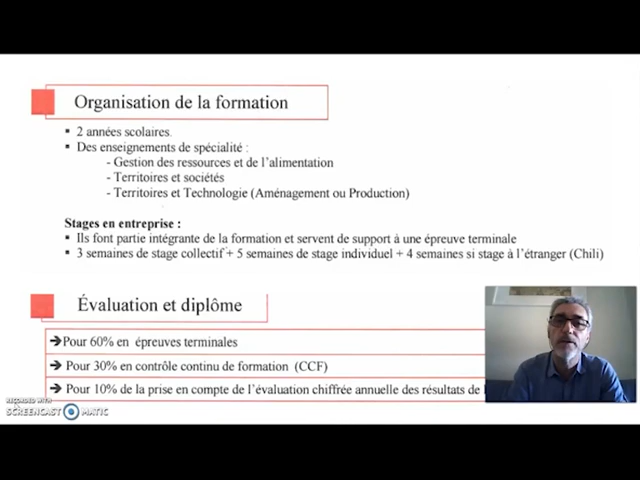 Organisation de la formation
▪ 2 années scolaires.
▪ Des enseignements de spécialité :
- Gestion des ressources et de l'alimentation
- Territoires et sociétés
- Territoires et Technologie (Aménagement ou Production)
Stages en entreprise :
▪ Ils font partie intégrante de la formation et servent de support à une épreuve terminale
▪ 3 semaines de stage collectif + 5 semaines de stage individuel + 4 semaines si stage à l'étranger (Chili)
Évaluation et diplôme
➔Pour 60% en épreuves terminales
➔ Pour 30% en contrôle continu de formation (CCF)
➔ Pour 10% de la prise en compte de l'évaluation chiffrée annuelle des résultats de
RECORDED WITH
SCREENCAST MATIC